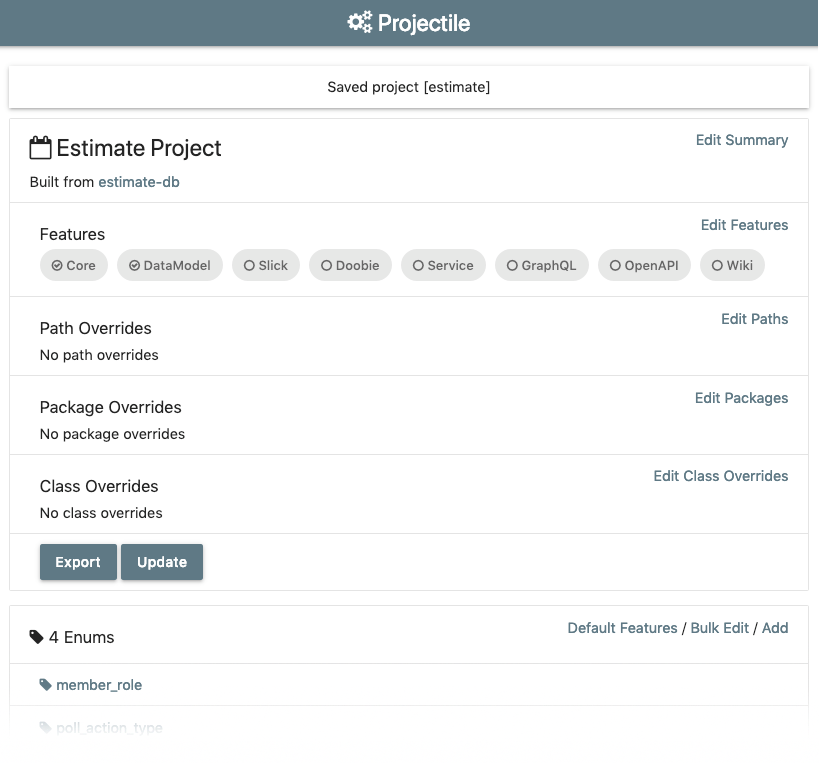 Projectile
Saved project [estimate]
Estimate Project
Edit Summary
Built from estimate-db
Features
Edit Features
Core DataModel Slick Doobie Service GraphQL OpenAPI Wiki
Path Overrides
Edit Paths
No path overrides
Package Overrides
Edit Packages
No package overrides
Class Overrides
Edit Class Overrides
No class overrides
Export Update
4 Enums
Default Features / Bulk Edit / Add
member_role
poll_action_type